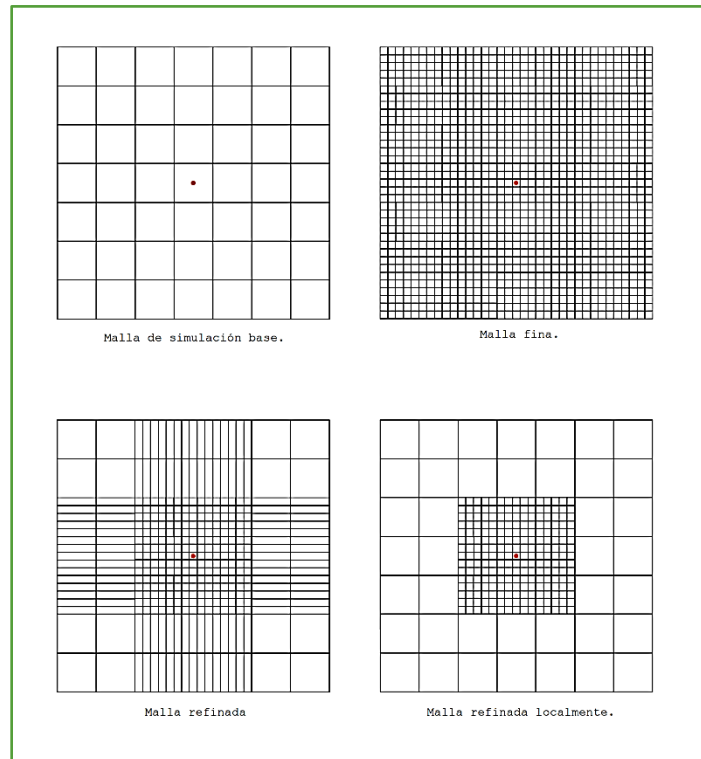 Malla de simulación base.
Malla fina.
Malla refinada
Malla refinada localmente.